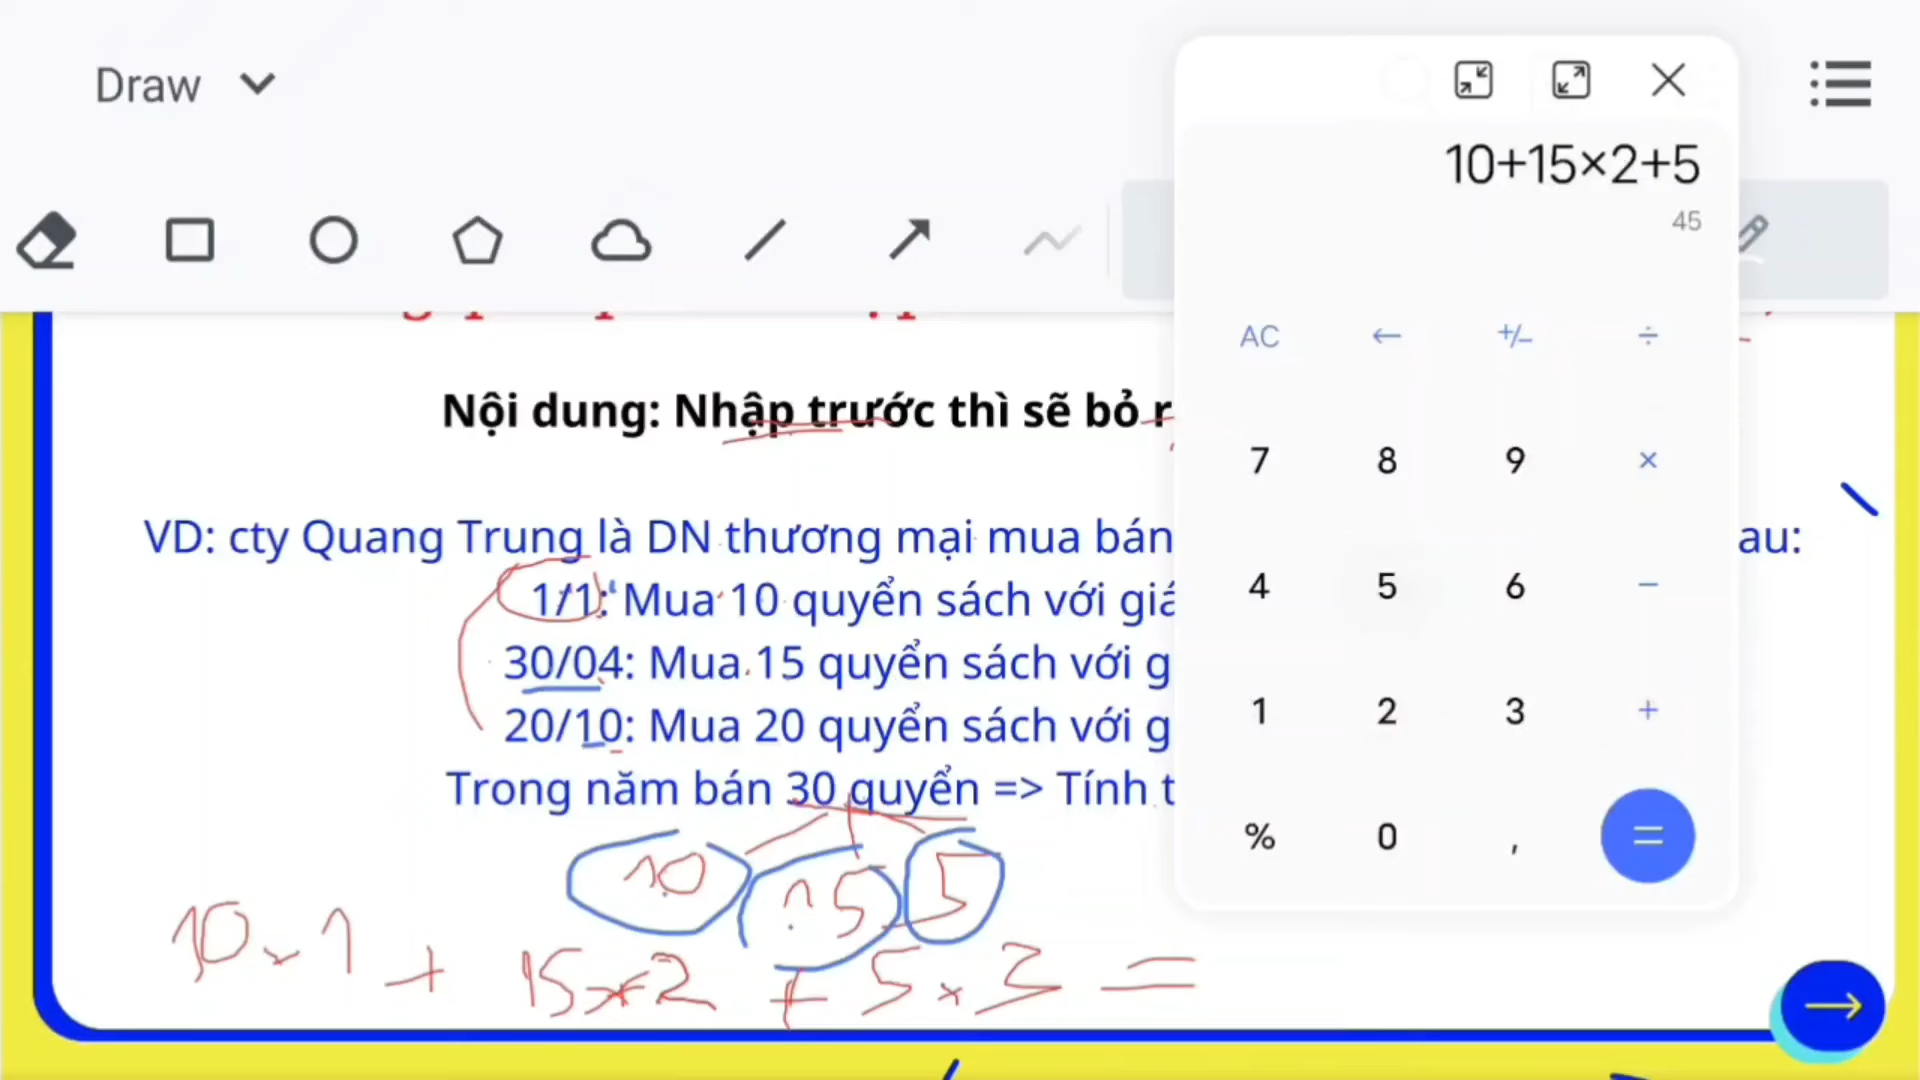 Draw
10+15×2+5
45
AC ← +/− ÷
7 8 9 ×
4 5 6 −
1 2 3 +
% 0 , =
Nội dung: Nhập trước thì sẽ bỏ r
VD: cty Quang Trung là DN thương mại mua bán au:
1/1: Mua 10 quyển sách với giá
30/04: Mua 15 quyển sách với g
20/10: Mua 20 quyển sách với g
Trong năm bán 30 quyển => Tính t
10 15 5
10 x 1 + 15 x 2 + 5 x 3 =